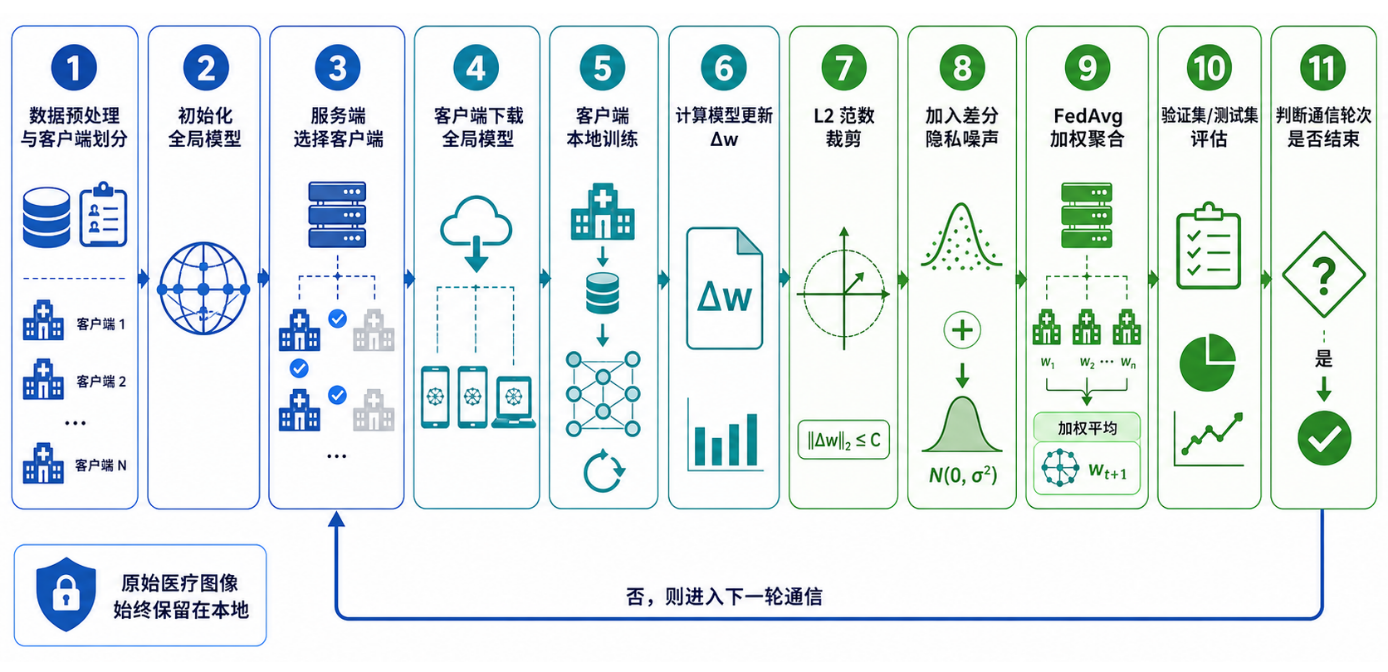 1
数据预处理
与客户端划分
客户端 1
客户端 2
...
客户端 N
2
初始化
全局模型
3
服务端
选择客户端
...
4
客户端下载
全局模型
5
客户端
本地训练
6
计算模型更新
Δw
Δw
7
L2 范数
裁剪
‖Δw‖₂ ≤ C
8
加入差分
隐私噪声
+
N(0, σ²)
9
FedAvg
加权聚合
w₁ w₂ ··· wₙ
加权平均
wₜ₊₁
10
验证集/测试集
评估
11
判断通信轮次
是否结束
?
是
原始医疗图像
始终保留在本地
否，则进入下一轮通信